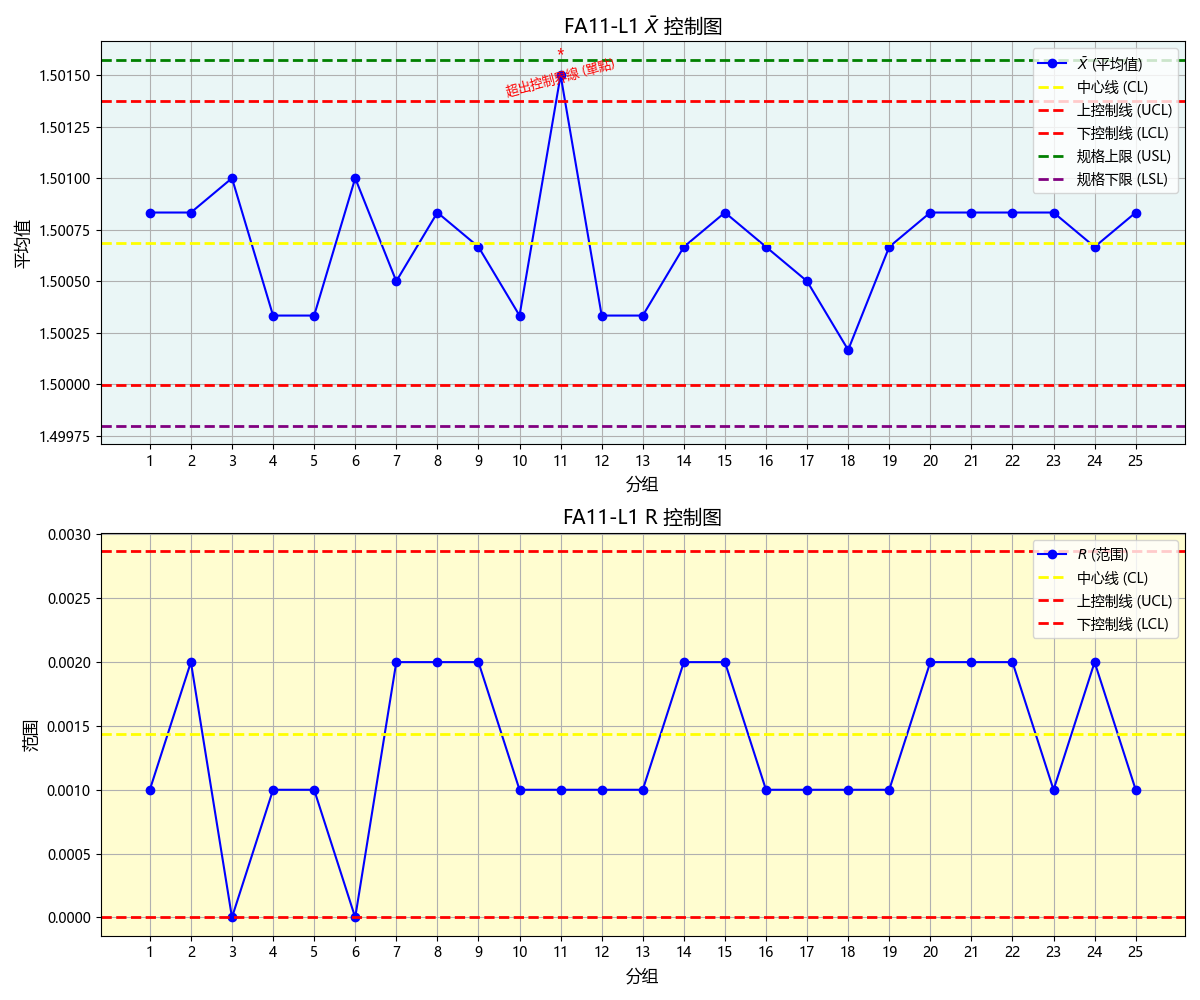 FA11-L1 X̄ 控制图
*
超出控制界線 (單點)
X̄ (平均值)
中心线 (CL)
上控制线 (UCL)
下控制线 (LCL)
规格上限 (USL)
规格下限 (LSL)
平均值
1.50150
1.50125
1.50100
1.50075
1.50050
1.50025
1.50000
1.49975
1 2 3 4 5 6 7 8 9 10 11 12 13 14 15 16 17 18 19 20 21 22 23 24 25
分组
FA11-L1 R 控制图
R (范围)
中心线 (CL)
上控制线 (UCL)
下控制线 (LCL)
范围
0.0030
0.0025
0.0020
0.0015
0.0010
0.0005
0.0000
1 2 3 4 5 6 7 8 9 10 11 12 13 14 15 16 17 18 19 20 21 22 23 24 25
分组